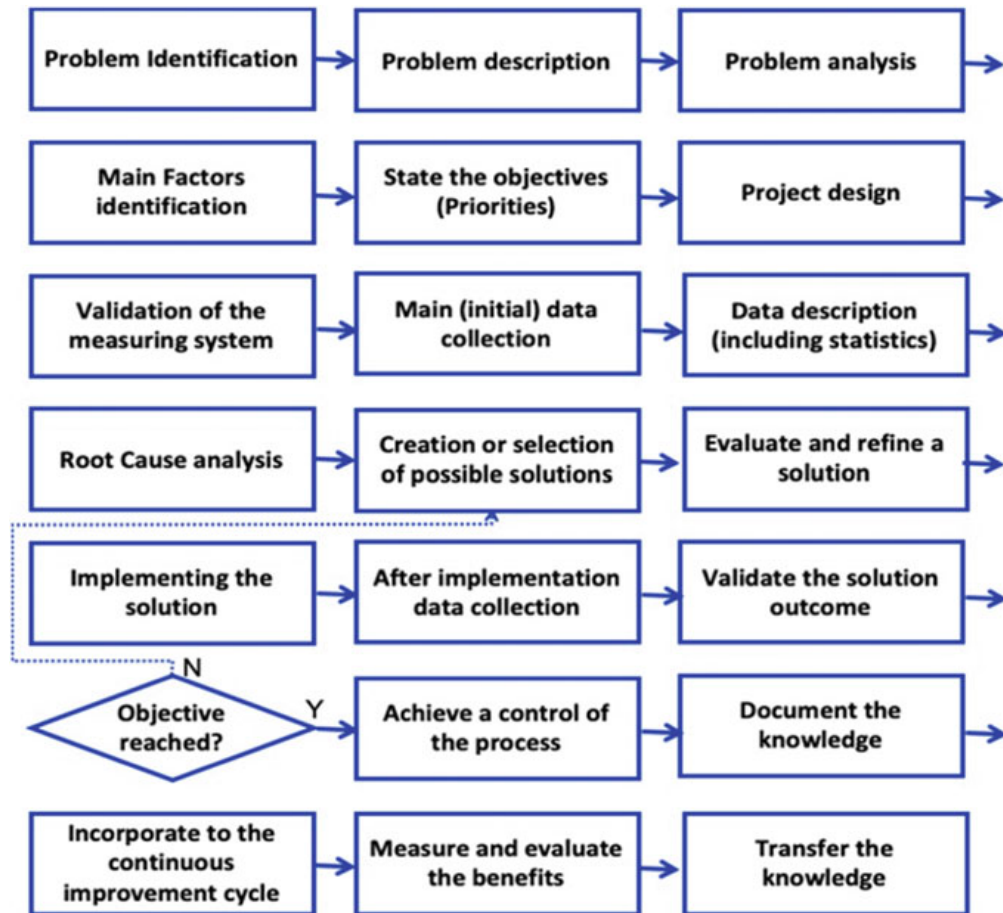 Problem Identification
Problem description
Problem analysis
Main Factors
identification
State the objectives
(Priorities)
Project design
Validation of the
measuring system
Main (initial) data
collection
Data description
(including statistics)
Root Cause analysis
Creation or selection
of possible solutions
Evaluate and refine a
solution
Implementing the
solution
After implementation
data collection
Validate the solution
outcome
N
Objective
reached?
Y
Achieve a control of
the process
Document the
knowledge
Incorporate to the
continuous
improvement cycle
Measure and evaluate
the benefits
Transfer the
knowledge